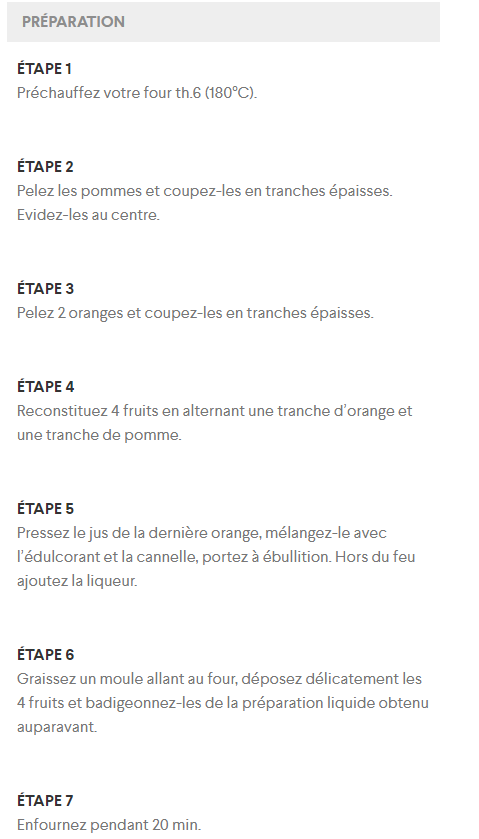 PRÉPARATION
ÉTAPE 1
Préchauffez votre four th.6 (180°C).
ÉTAPE 2
Pelez les pommes et coupez-les en tranches épaisses.
Evidez-les au centre.
ÉTAPE 3
Pelez 2 oranges et coupez-les en tranches épaisses.
ÉTAPE 4
Reconstituez 4 fruits en alternant une tranche d'orange et
une tranche de pomme.
ÉTAPE 5
Pressez le jus de la dernière orange, mélangez-le avec
l'édulcorant et la cannelle, portez à ébullition. Hors du feu
ajoutez la liqueur.
ÉTAPE 6
Graissez un moule allant au four, déposez délicatement les
4 fruits et badigeonnez-les de la préparation liquide obtenu
auparavant.
ÉTAPE 7
Enfournez pendant 20 min.